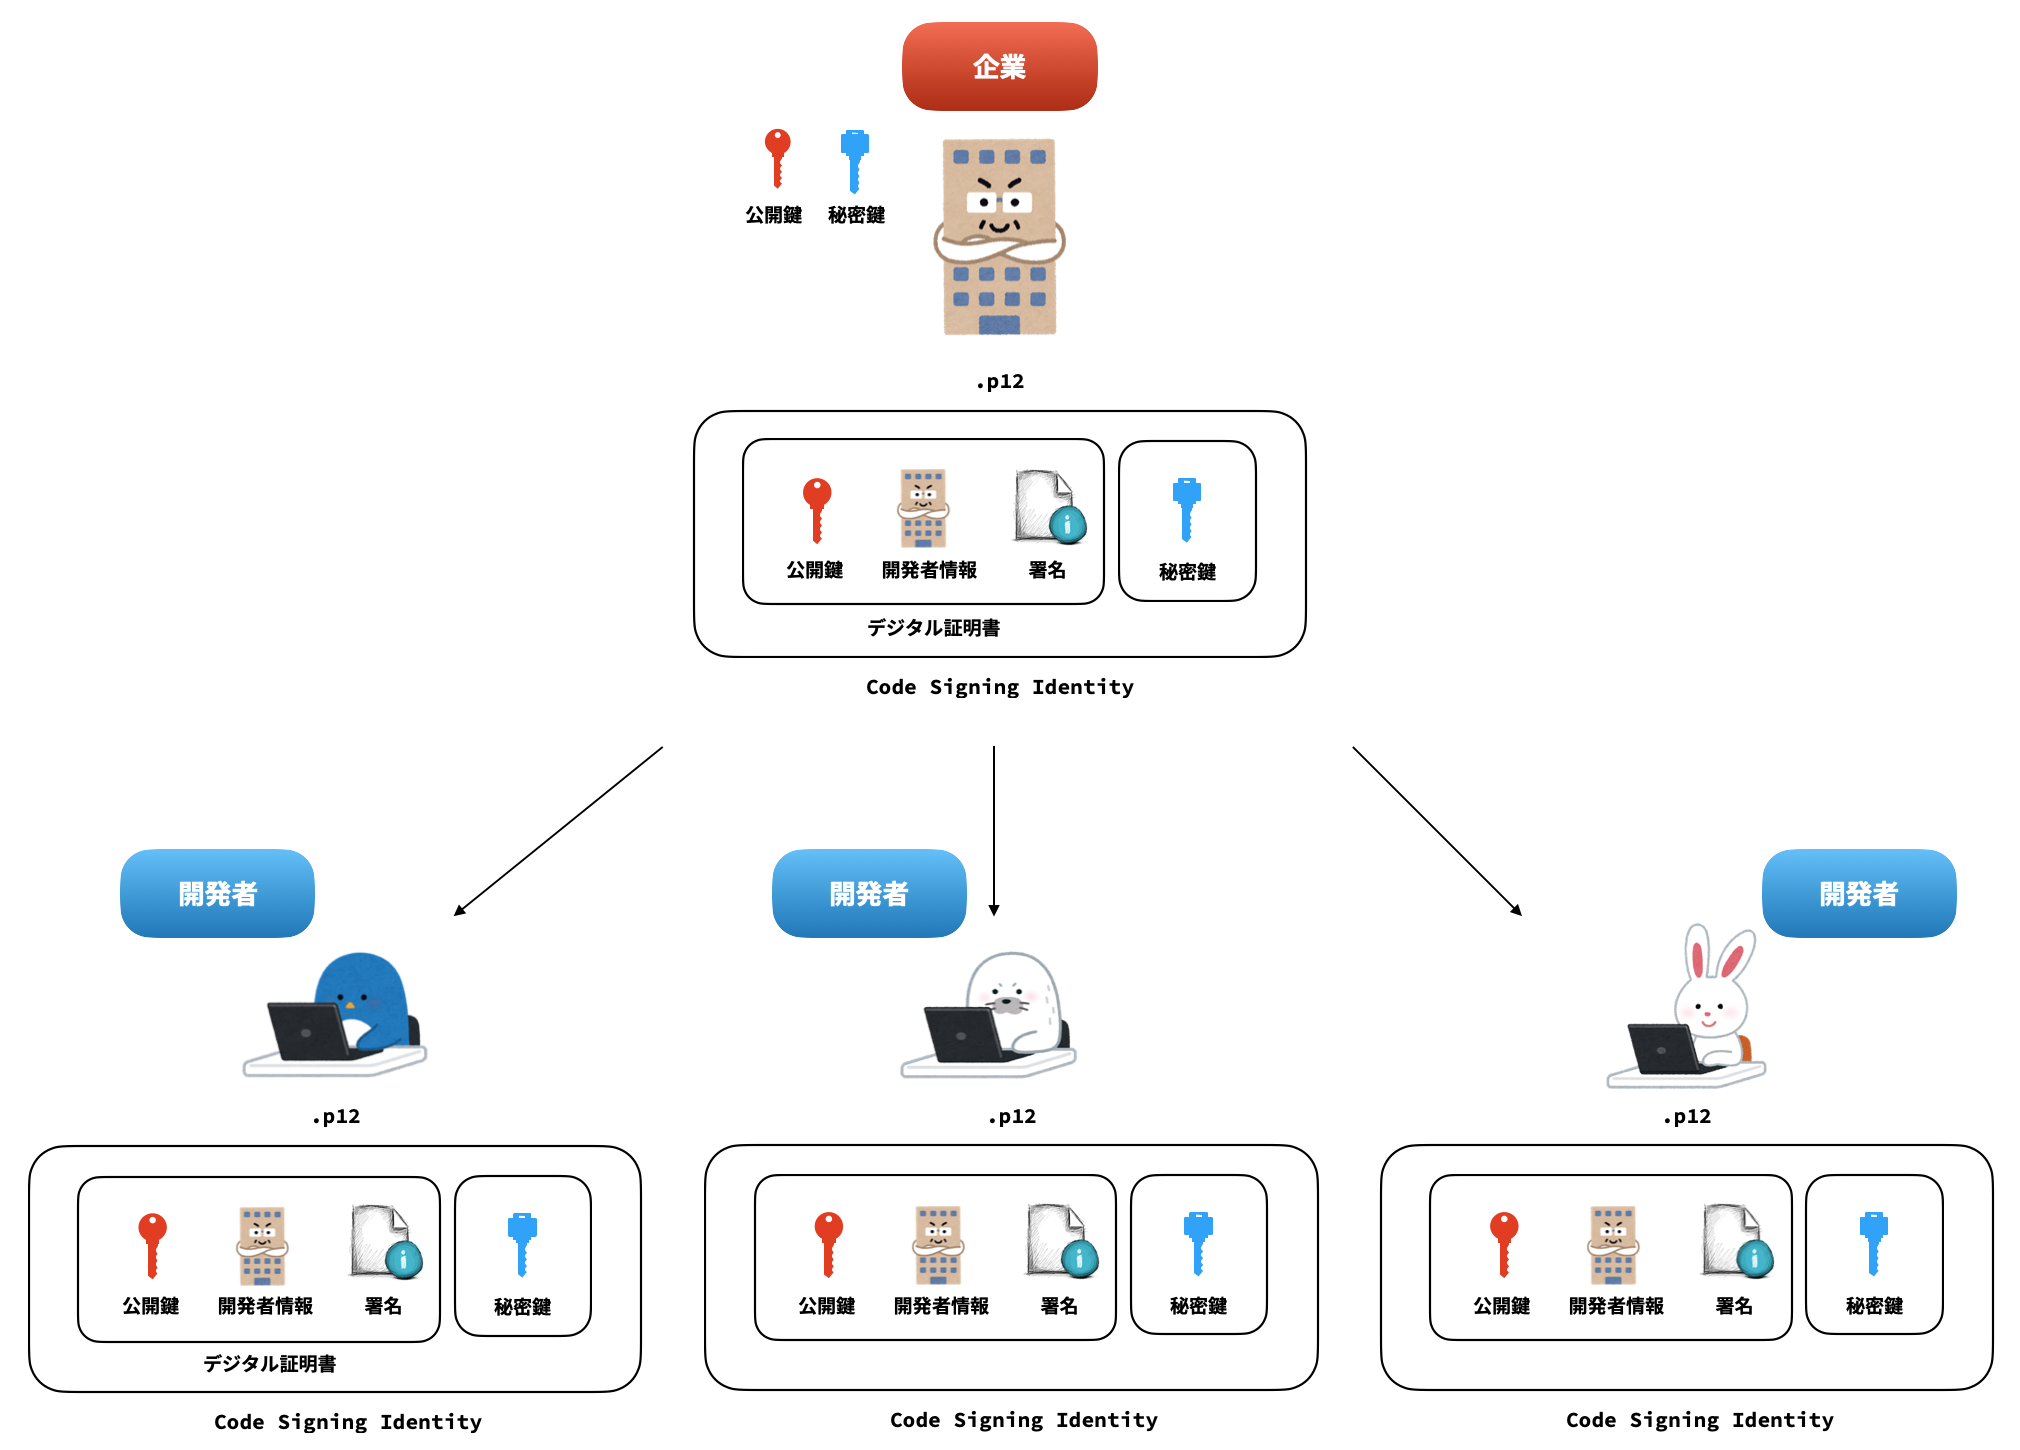 企業
公開鍵
秘密鍵
.p12
公開鍵
開発者情報
署名
秘密鍵
デジタル証明書
Code Signing Identity
開発者
開発者
開発者
.p12
.p12
.p12
公開鍵
開発者情報
署名
秘密鍵
デジタル証明書
Code Signing Identity
公開鍵
開発者情報
署名
秘密鍵
Code Signing Identity
公開鍵
開発者情報
署名
秘密鍵
Code Signing Identity